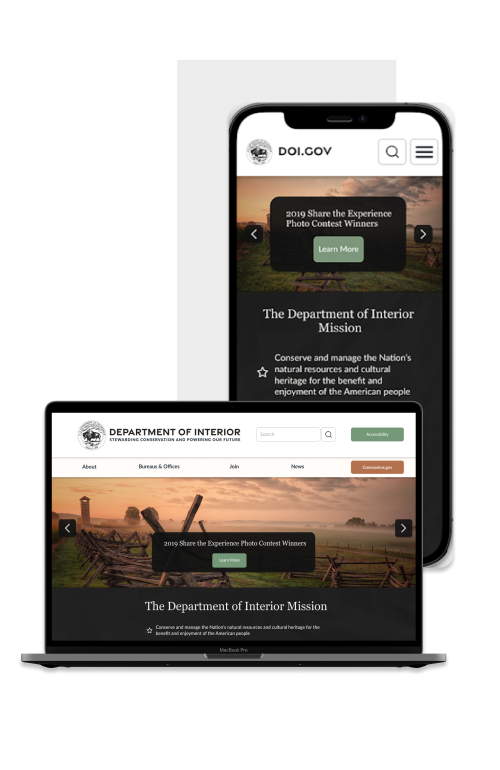 DOI.GOV
2019 Share the Experience
Photo Contest Winners
Learn More
The Department of Interior
Mission
Conserve and manage the Nation's
natural resources and cultural
heritage for the benefit and
enjoyment of the American people
DEPARTMENT OF INTERIOR
STEWARDING CONSERVATION AND POWERING OUR FUTURE
Search
Accessibility
About
Bureaus & Offices
Join
News
Coronavirus.gov
2019 Share the Experience Photo Contest Winners
Learn More
The Department of Interior Mission
Conserve and manage the Nation's natural resources and cultural heritage for the
benefit and enjoyment of the American people
MacBook Pro